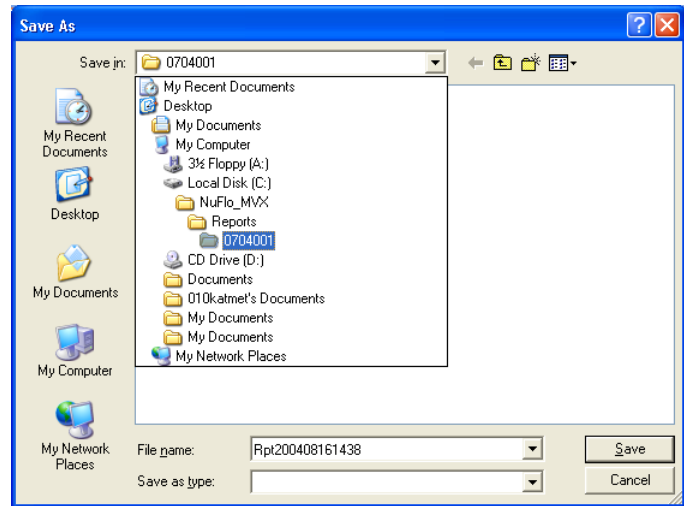 Save As
Save in: 0704001
My Recent Documents
Desktop
My Documents
My Computer
3½ Floppy (A:)
Local Disk (C:)
NuFlo_MVX
Reports
0704001
CD Drive (D:)
Documents
010katmet's Documents
My Documents
My Documents
My Network Places
My Recent
Documents
Desktop
My Documents
My Computer
My Network
Places
File name: Rpt200408161438
Save
Save as type:
Cancel